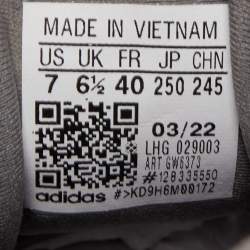 MADE IN VIETNAM
US UK FR JP CHN
7 6½ 40 250 245
03/22
LHG 029003
ART GW6373
#128335550
adidas #>KD9H6M00172